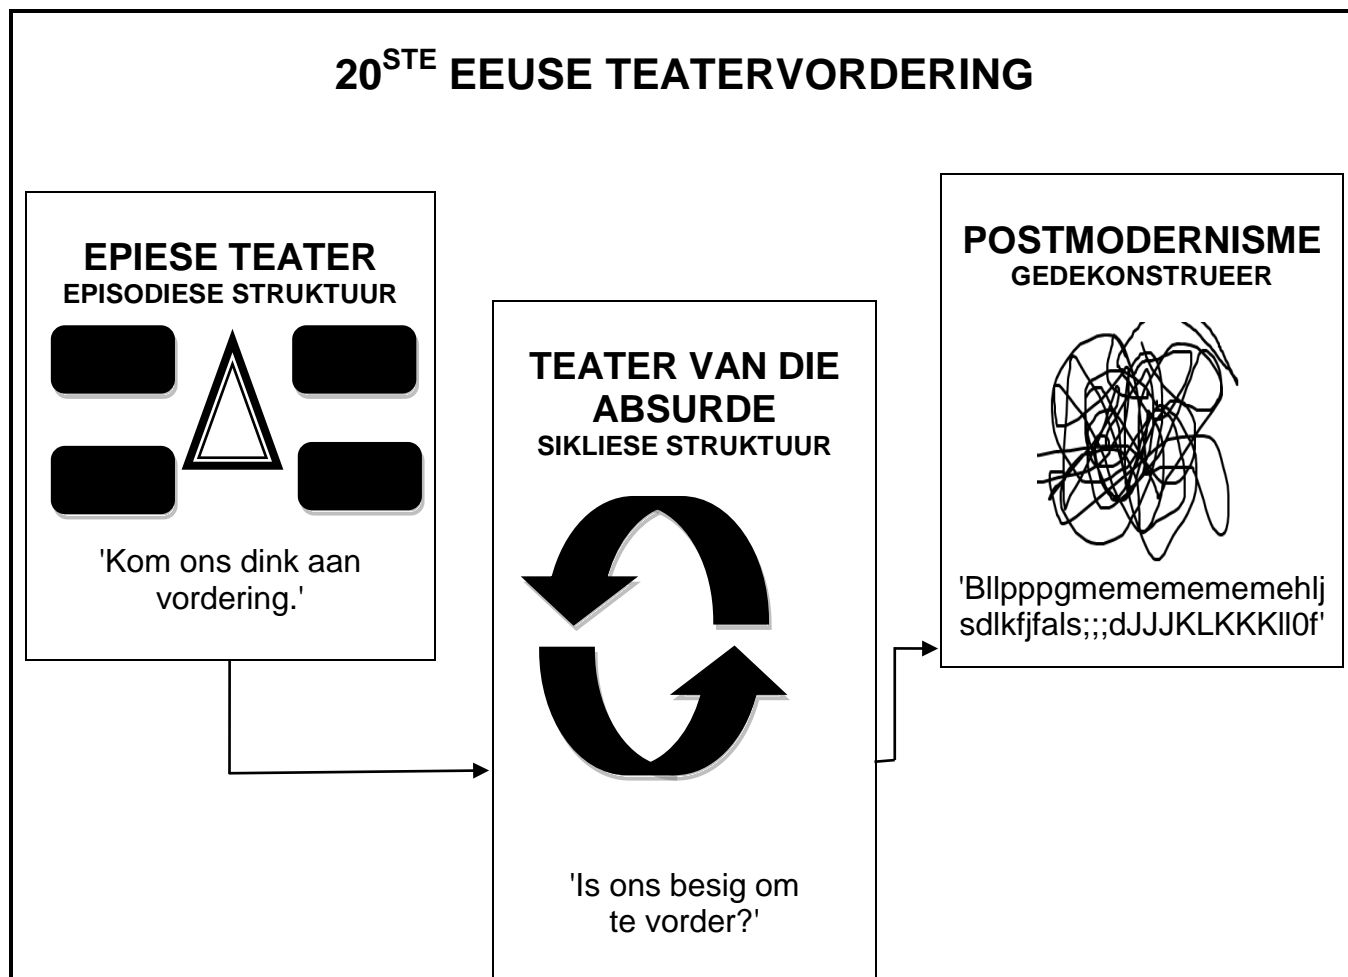 20STE EEUSE TEATERVORDERING
EPIESE TEATER
EPISODIESE STRUKTUUR
'Kom ons dink aan
vordering.'
TEATER VAN DIE
ABSURDE
SIKLIESE STRUKTUUR
'Is ons besig om
te vorder?'
POSTMODERNISME
GEDEKONSTRUEER
'Bllpppgmemememememehlj
sdlkfjfals;;;dJJJKLKKKll0f'